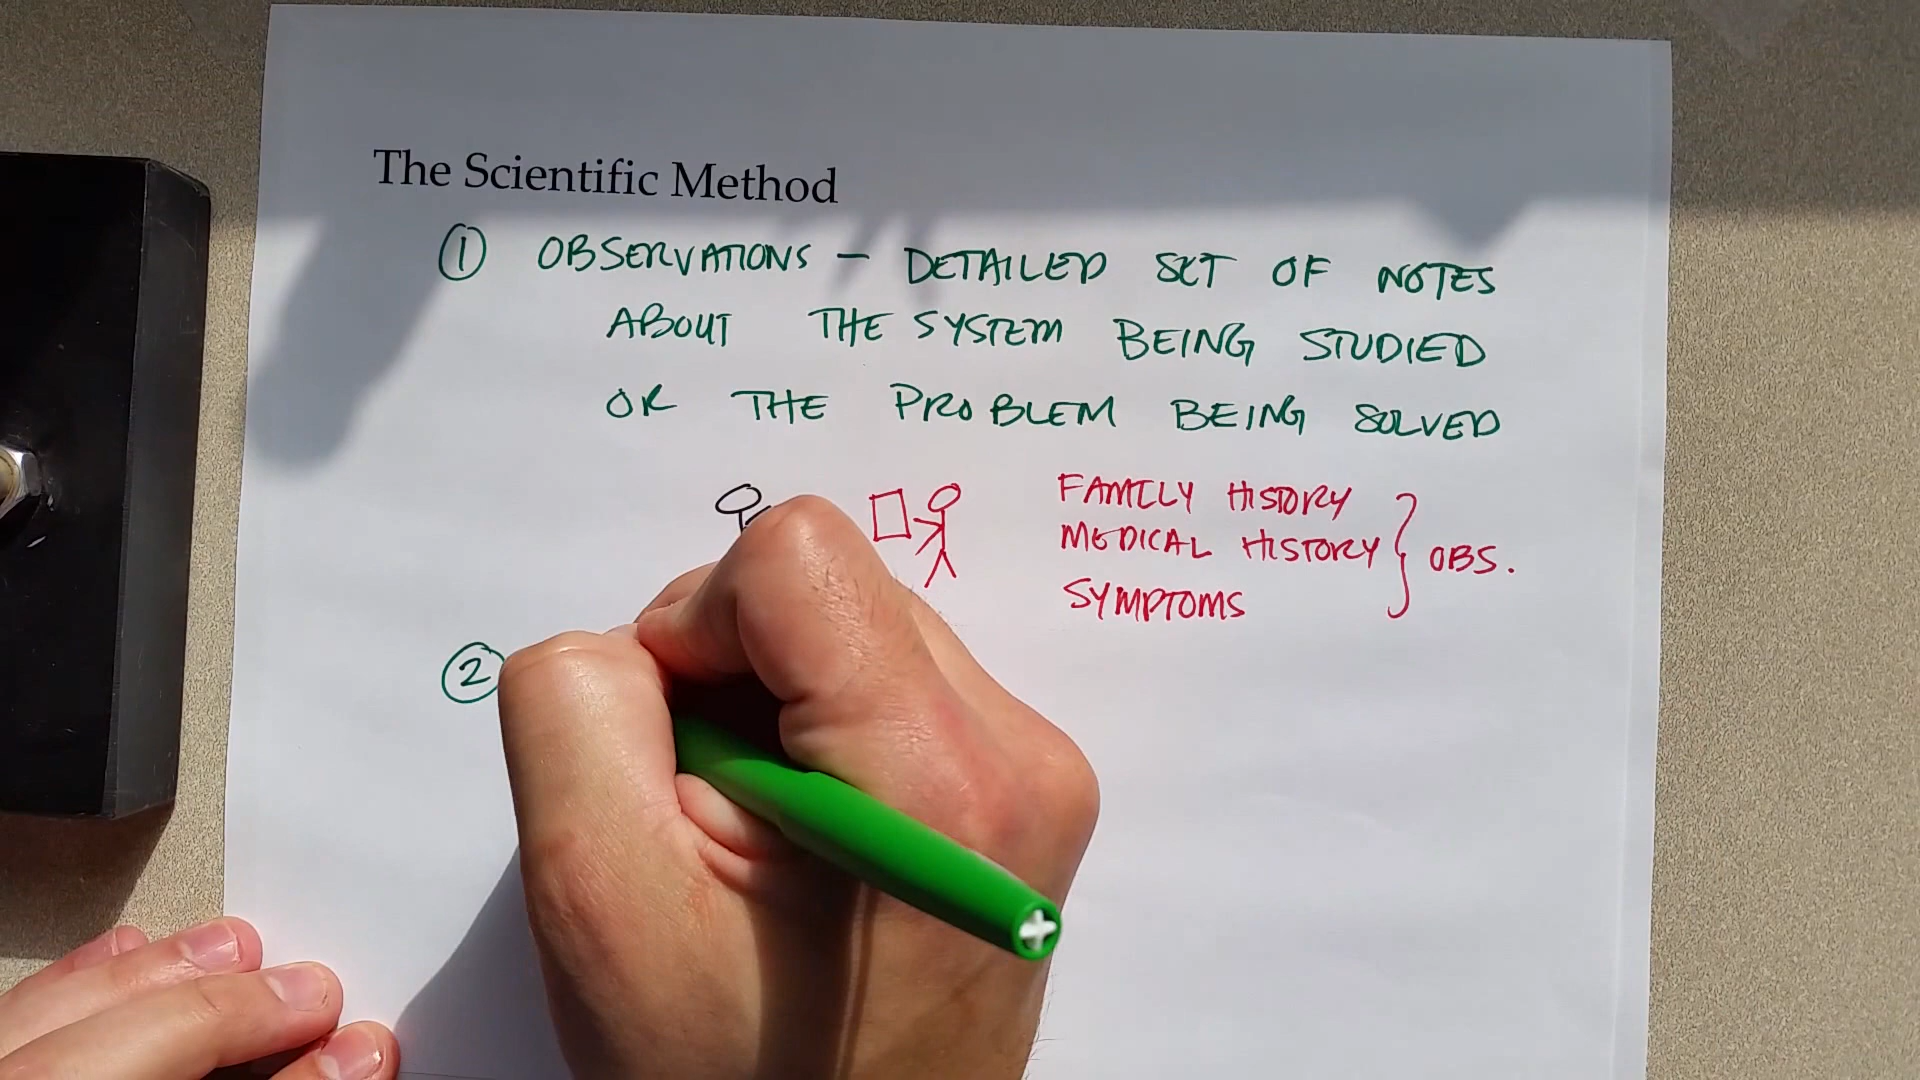 The Scientific Method
① OBSERVATIONS – DETAILED SET OF NOTES
ABOUT THE SYSTEM BEING STUDIED
OR THE PROBLEM BEING SOLVED
FAMILY HISTORY
MEDICAL HISTORY } OBS.
SYMPTOMS
②